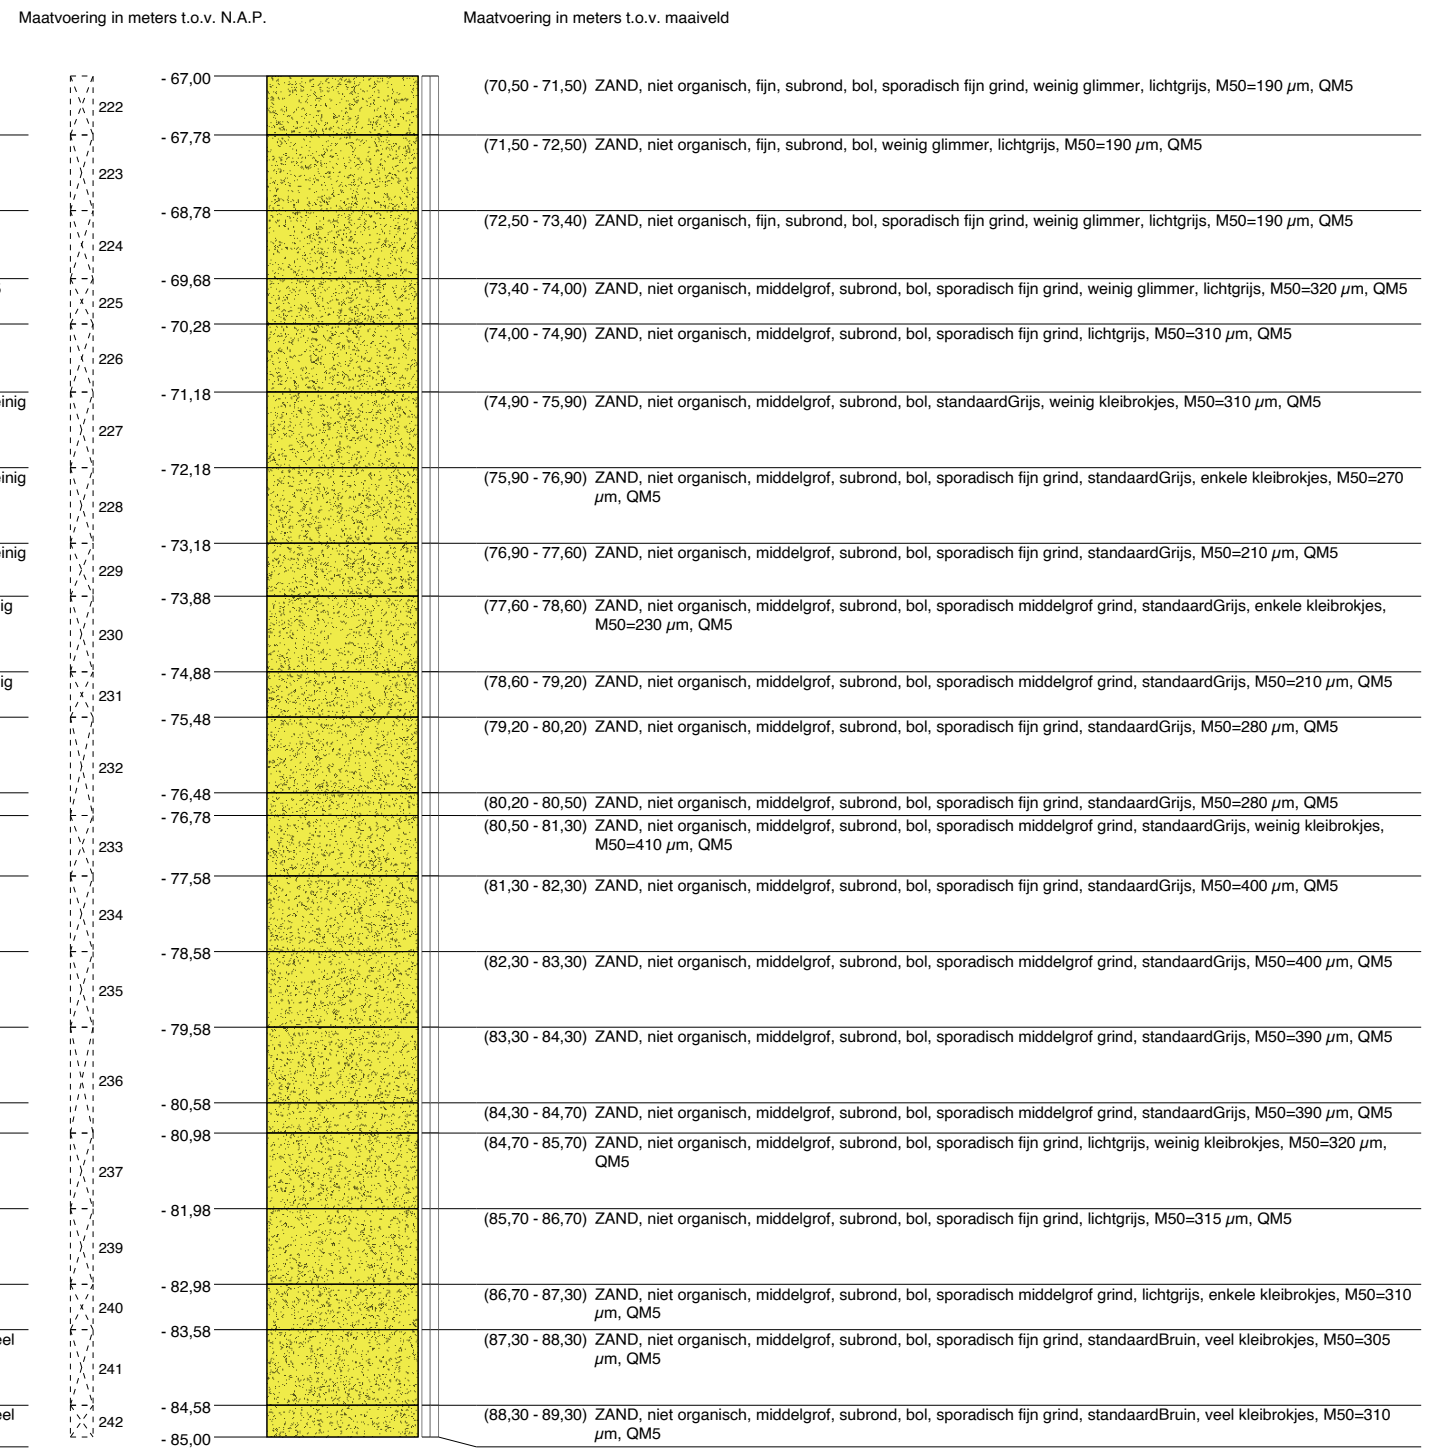 Maatvoering in meters t.o.v. N.A.P.
Maatvoering in meters t.o.v. maaiveld
- 67,00
(70,50 - 71,50) ZAND, niet organisch, fijn, subrond, bol, sporadisch fijn grind, weinig glimmer, lichtgrijs, M50=190 µm, QM5
222
- 67,78
(71,50 - 72,50) ZAND, niet organisch, fijn, subrond, bol, weinig glimmer, lichtgrijs, M50=190 µm, QM5
223
- 68,78
(72,50 - 73,40) ZAND, niet organisch, fijn, subrond, bol, sporadisch fijn grind, weinig glimmer, lichtgrijs, M50=190 µm, QM5
224
- 69,68
(73,40 - 74,00) ZAND, niet organisch, middelgrof, subrond, bol, sporadisch fijn grind, weinig glimmer, lichtgrijs, M50=320 µm, QM5
225
- 70,28
(74,00 - 74,90) ZAND, niet organisch, middelgrof, subrond, bol, sporadisch fijn grind, lichtgrijs, M50=310 µm, QM5
226
- 71,18
einig
(74,90 - 75,90) ZAND, niet organisch, middelgrof, subrond, bol, standaardGrijs, weinig kleibrokjes, M50=310 µm, QM5
227
- 72,18
einig
(75,90 - 76,90) ZAND, niet organisch, middelgrof, subrond, bol, sporadisch fijn grind, standaardGrijs, enkele kleibrokjes, M50=270
µm, QM5
228
- 73,18
einig
(76,90 - 77,60) ZAND, niet organisch, middelgrof, subrond, bol, sporadisch fijn grind, standaardGrijs, M50=210 µm, QM5
229
- 73,88
ig
(77,60 - 78,60) ZAND, niet organisch, middelgrof, subrond, bol, sporadisch middelgrof grind, standaardGrijs, enkele kleibrokjes,
M50=230 µm, QM5
230
- 74,88
ig
(78,60 - 79,20) ZAND, niet organisch, middelgrof, subrond, bol, sporadisch middelgrof grind, standaardGrijs, M50=210 µm, QM5
231
- 75,48
(79,20 - 80,20) ZAND, niet organisch, middelgrof, subrond, bol, sporadisch fijn grind, standaardGrijs, M50=280 µm, QM5
232
- 76,48
(80,20 - 80,50) ZAND, niet organisch, middelgrof, subrond, bol, sporadisch fijn grind, standaardGrijs, M50=280 µm, QM5
- 76,78
(80,50 - 81,30) ZAND, niet organisch, middelgrof, subrond, bol, sporadisch middelgrof grind, standaardGrijs, weinig kleibrokjes,
M50=410 µm, QM5
233
- 77,58
(81,30 - 82,30) ZAND, niet organisch, middelgrof, subrond, bol, sporadisch fijn grind, standaardGrijs, M50=400 µm, QM5
234
- 78,58
(82,30 - 83,30) ZAND, niet organisch, middelgrof, subrond, bol, sporadisch middelgrof grind, standaardGrijs, M50=400 µm, QM5
235
- 79,58
(83,30 - 84,30) ZAND, niet organisch, middelgrof, subrond, bol, sporadisch middelgrof grind, standaardGrijs, M50=390 µm, QM5
236
- 80,58
(84,30 - 84,70) ZAND, niet organisch, middelgrof, subrond, bol, sporadisch middelgrof grind, standaardGrijs, M50=390 µm, QM5
- 80,98
(84,70 - 85,70) ZAND, niet organisch, middelgrof, subrond, bol, sporadisch fijn grind, lichtgrijs, weinig kleibrokjes, M50=320 µm,
QM5
237
- 81,98
(85,70 - 86,70) ZAND, niet organisch, middelgrof, subrond, bol, sporadisch fijn grind, lichtgrijs, M50=315 µm, QM5
239
- 82,98
(86,70 - 87,30) ZAND, niet organisch, middelgrof, subrond, bol, sporadisch middelgrof grind, lichtgrijs, enkele kleibrokjes, M50=310
µm, QM5
240
- 83,58
eel
(87,30 - 88,30) ZAND, niet organisch, middelgrof, subrond, bol, sporadisch fijn grind, standaardBruin, veel kleibrokjes, M50=305
µm, QM5
241
- 84,58
eel
(88,30 - 89,30) ZAND, niet organisch, middelgrof, subrond, bol, sporadisch fijn grind, standaardBruin, veel kleibrokjes, M50=310
µm, QM5
242
- 85,00